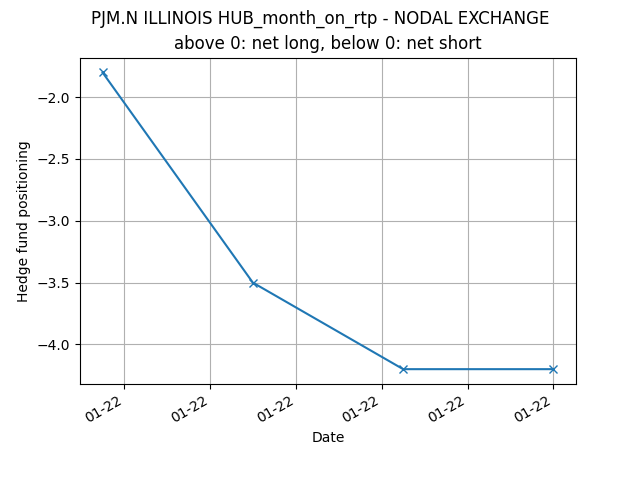 PJM.N ILLINOIS HUB_month_on_rtp - NODAL EXCHANGE
above 0: net long, below 0: net short
Hedge fund positioning
−2.0
−2.5
−3.0
−3.5
−4.0
01-22 01-22 01-22 01-22 01-22 01-22
Date